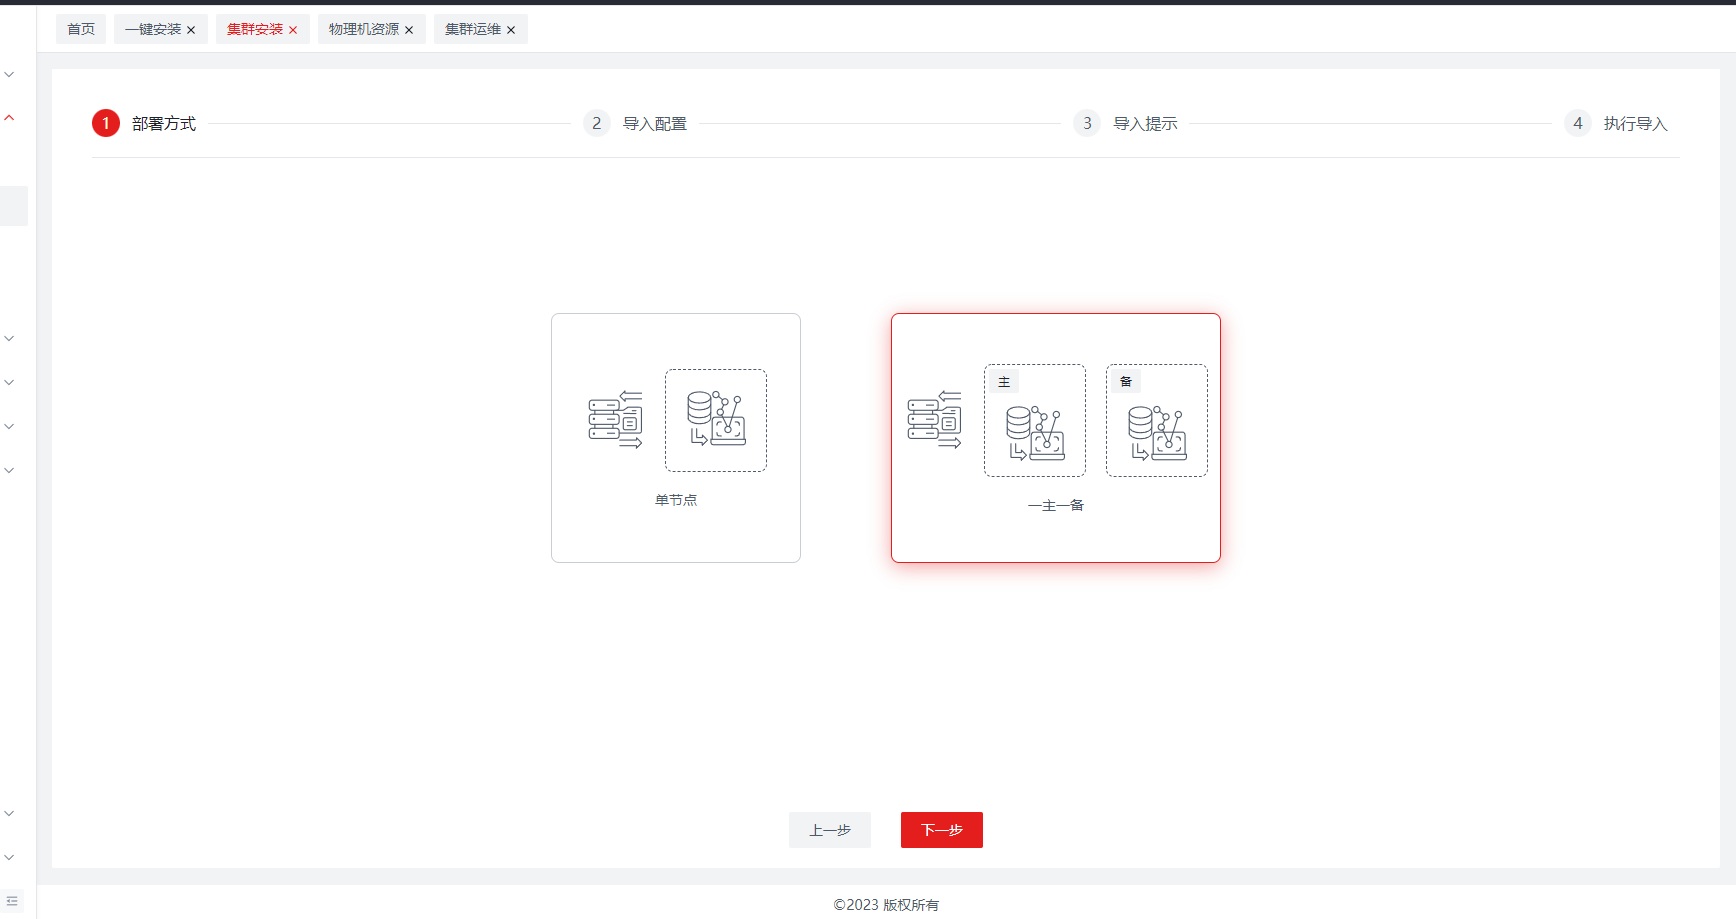 首页 一键安装 集群安装 物理机资源 集群运维
1 部署方式 2 导入配置 3 导入提示 4 执行导入
主 备
单节点
一主一备
上一步 下一步
©2023 版权所有